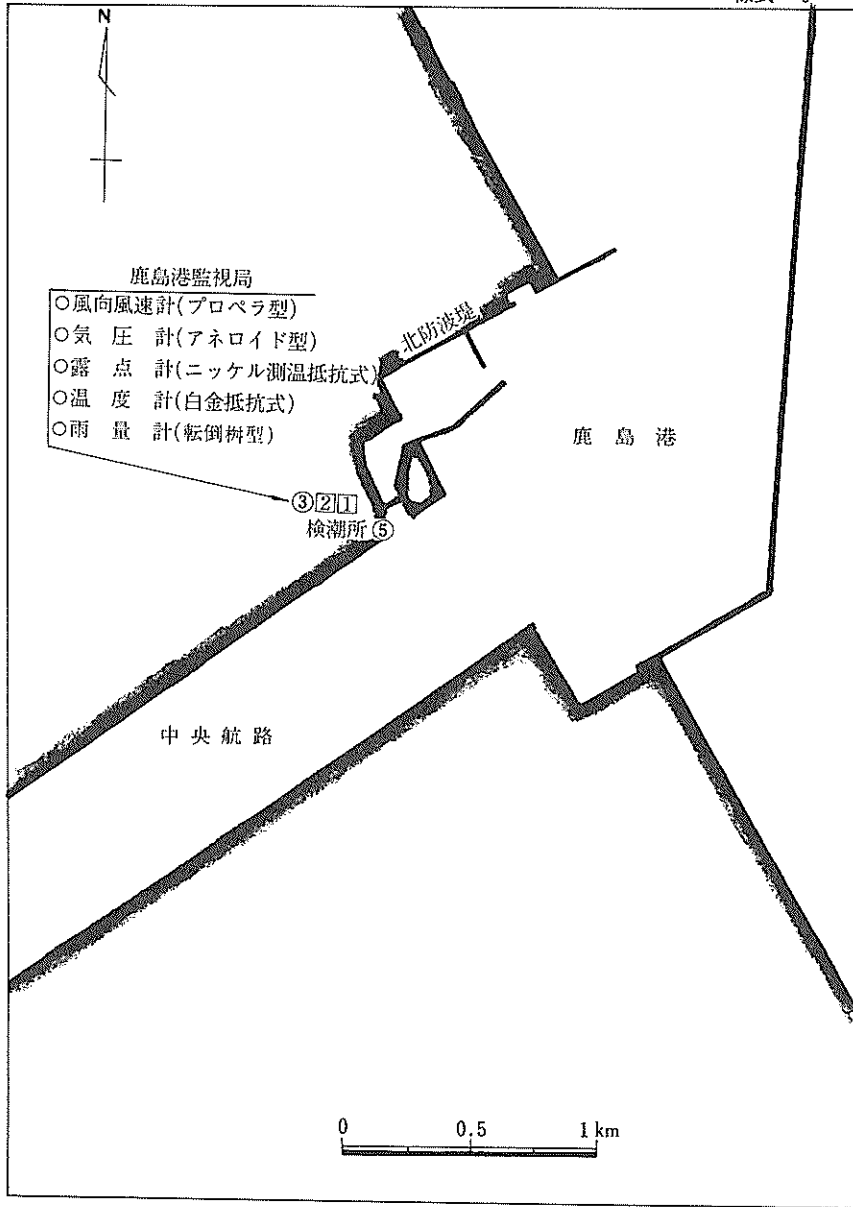 N
鹿島港監視局
○風向風速計(プロペラ型)
○気圧計(アネロイド型)
○露点計(ニッケル測温抵抗式)
○温度計(白金抵抗式)
○雨量計(転倒桝型)
北防波堤
鹿島港
③[2][1]
検潮所⑤
中央航路
0 0.5 1km